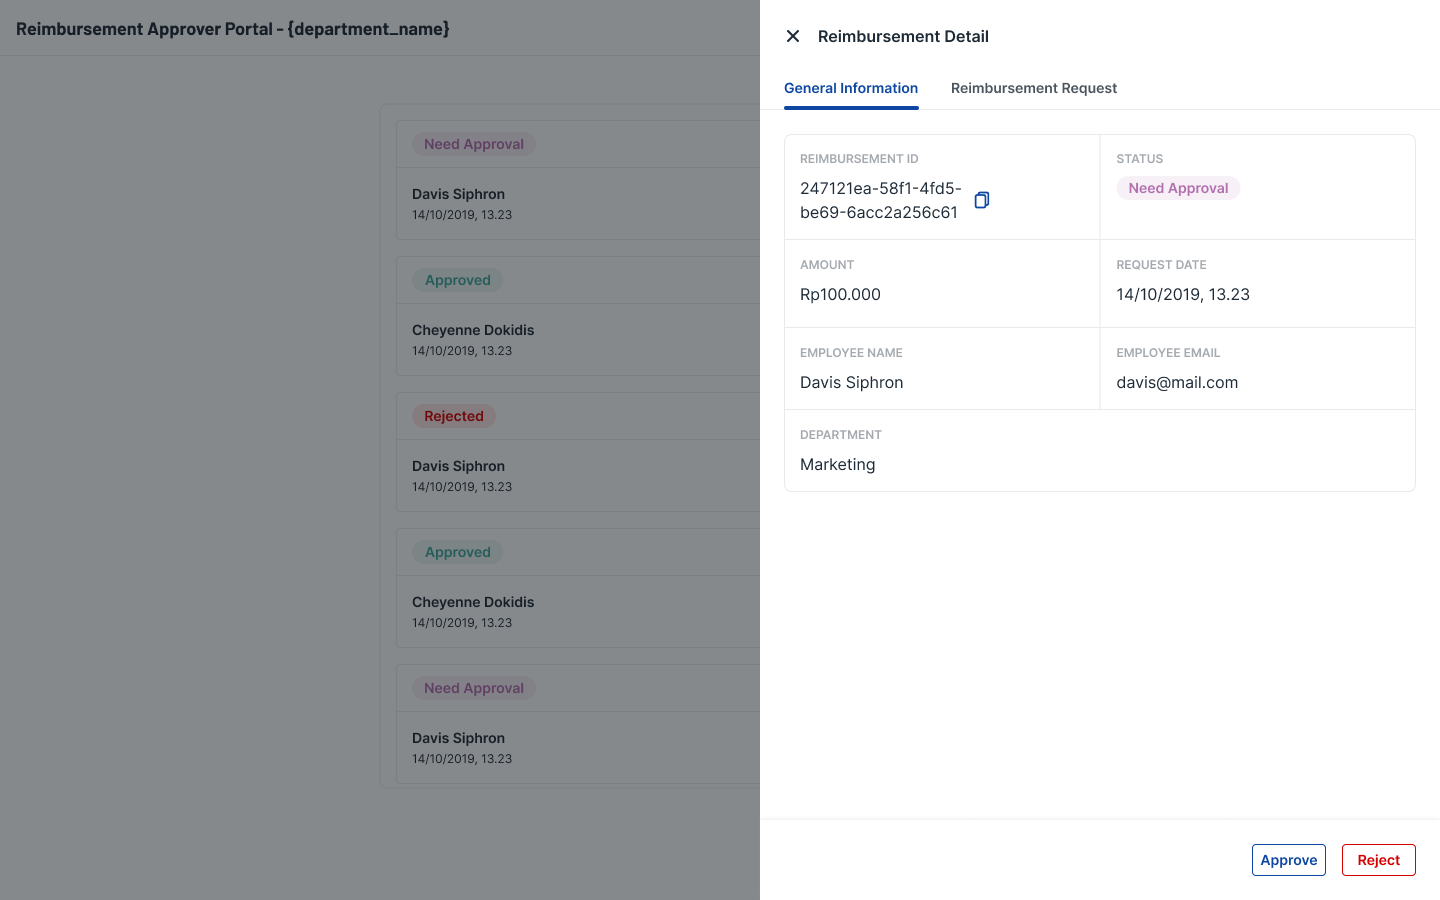 Reimbursement Approver Portal - {department_name}
Need Approval
Davis Siphron
14/10/2019, 13.23
Approved
Cheyenne Dokidis
14/10/2019, 13.23
Rejected
Davis Siphron
14/10/2019, 13.23
Approved
Cheyenne Dokidis
14/10/2019, 13.23
Need Approval
Davis Siphron
14/10/2019, 13.23
Reimbursement Detail
General Information
Reimbursement Request
REIMBURSEMENT ID
247121ea-58f1-4fd5-
be69-6acc2a256c61
STATUS
Need Approval
AMOUNT
Rp100.000
REQUEST DATE
14/10/2019, 13.23
EMPLOYEE NAME
Davis Siphron
EMPLOYEE EMAIL
davis@mail.com
DEPARTMENT
Marketing
Approve
Reject